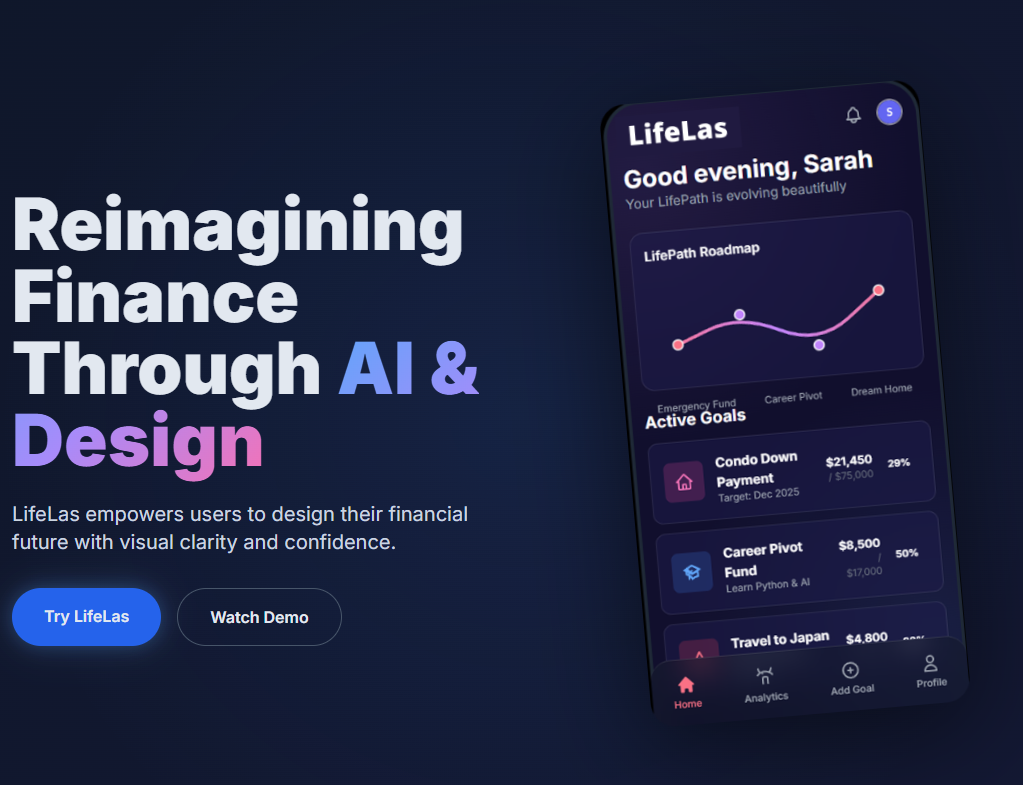 Reimagining
Finance
Through AI &
Design
LifeLas empowers users to design their financial
future with visual clarity and confidence.
Try LifeLas
Watch Demo
LifeLas
S
Good evening, Sarah
Your LifePath is evolving beautifully
LifePath Roadmap
Emergency Fund
Career Pivot
Dream Home
Active Goals
Condo Down
Payment
Target: Dec 2025
$21,450
/ $75,000
29%
Career Pivot
Fund
Learn Python & AI
$8,500
/
$17,000
50%
Travel to Japan
$4,800
Home
Analytics
Add Goal
Profile